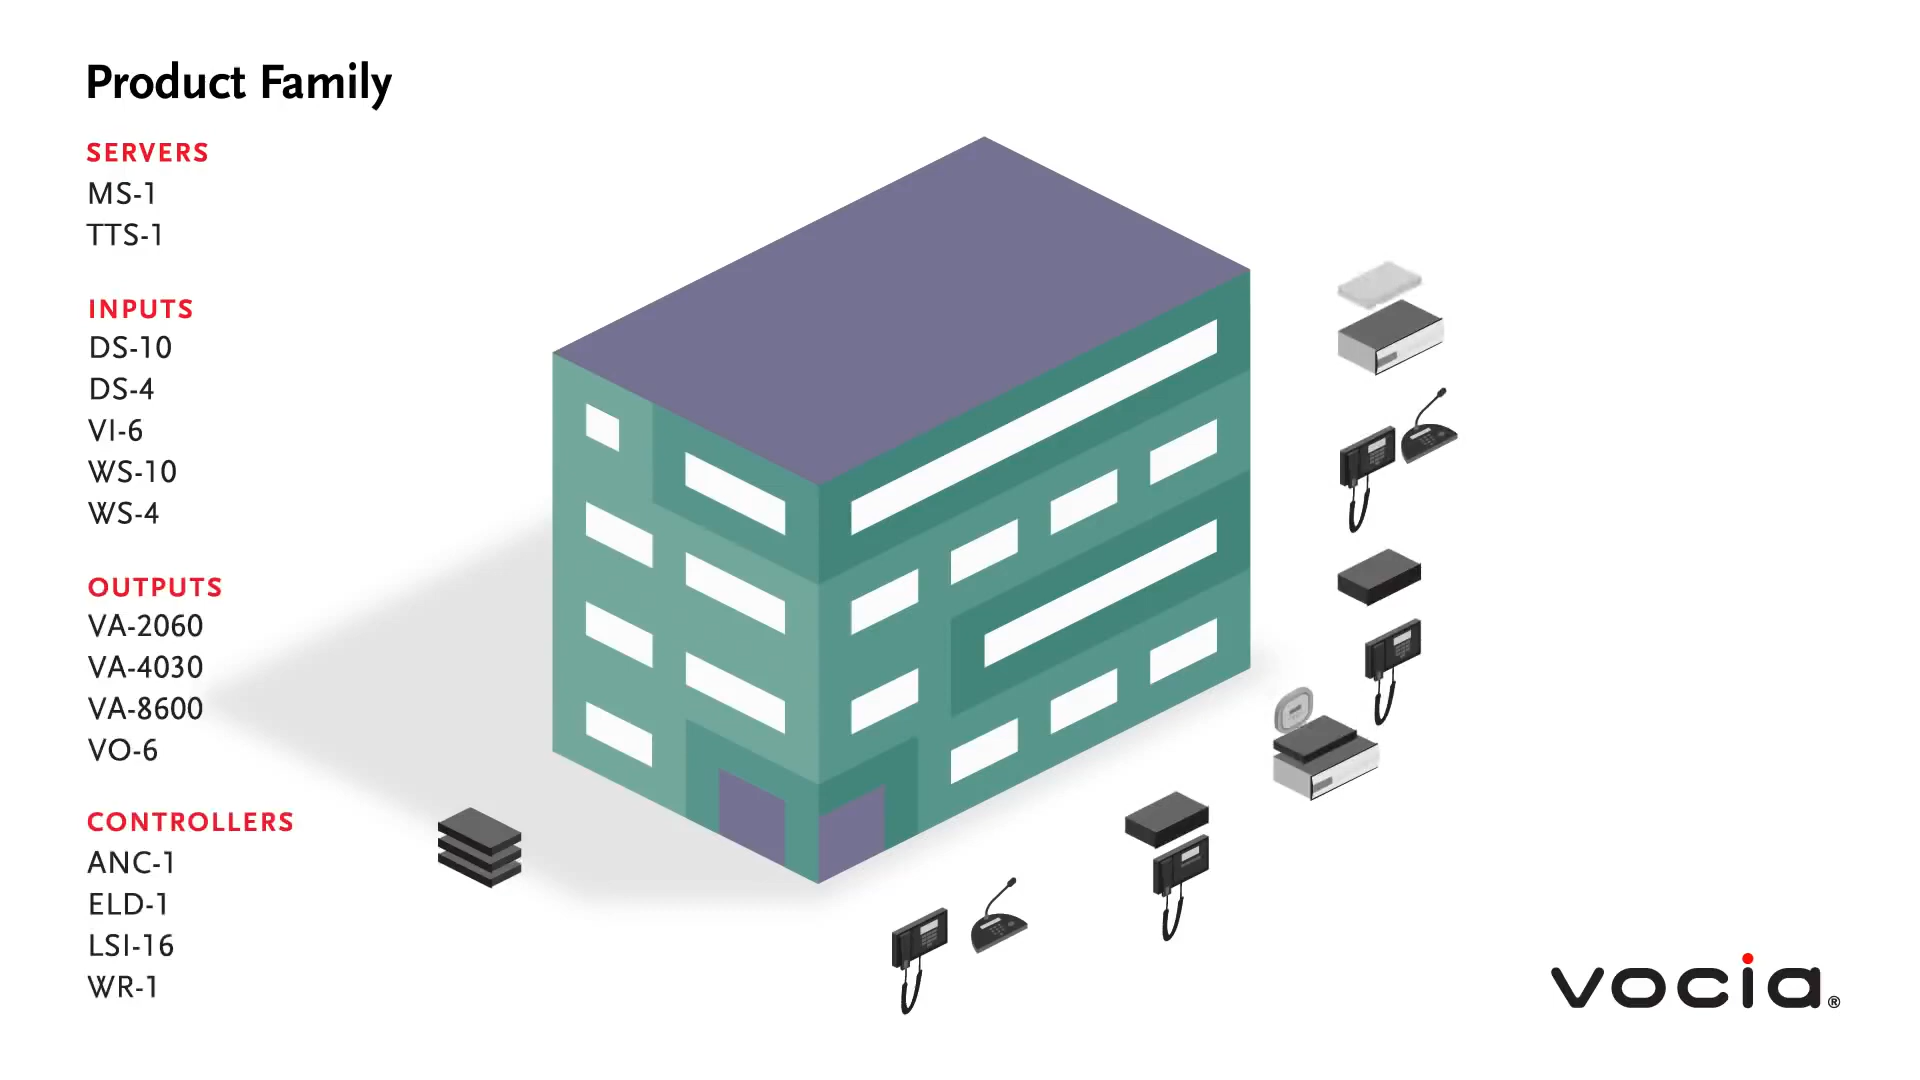 Product Family
SERVERS
MS-1
TTS-1
INPUTS
DS-10
DS-4
VI-6
WS-10
WS-4
OUTPUTS
VA-2060
VA-4030
VA-8600
VO-6
CONTROLLERS
ANC-1
ELD-1
LSI-16
WR-1
vocia®